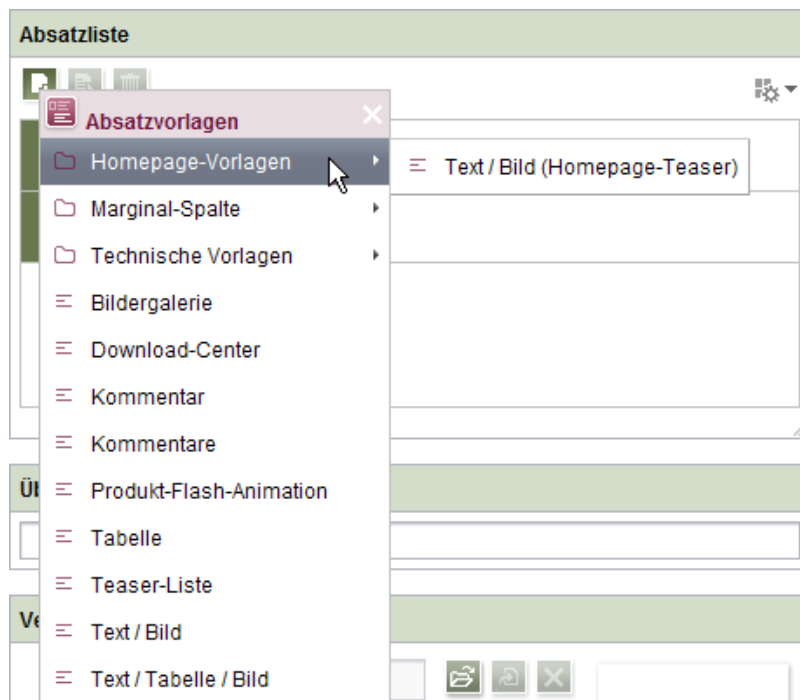 Absatzliste
Absatzvorlagen
Homepage-Vorlagen
Text / Bild (Homepage-Teaser)
Marginal-Spalte
Technische Vorlagen
Bildergalerie
Download-Center
Kommentar
Kommentare
Produkt-Flash-Animation
Tabelle
Teaser-Liste
Text / Bild
Text / Tabelle / Bild